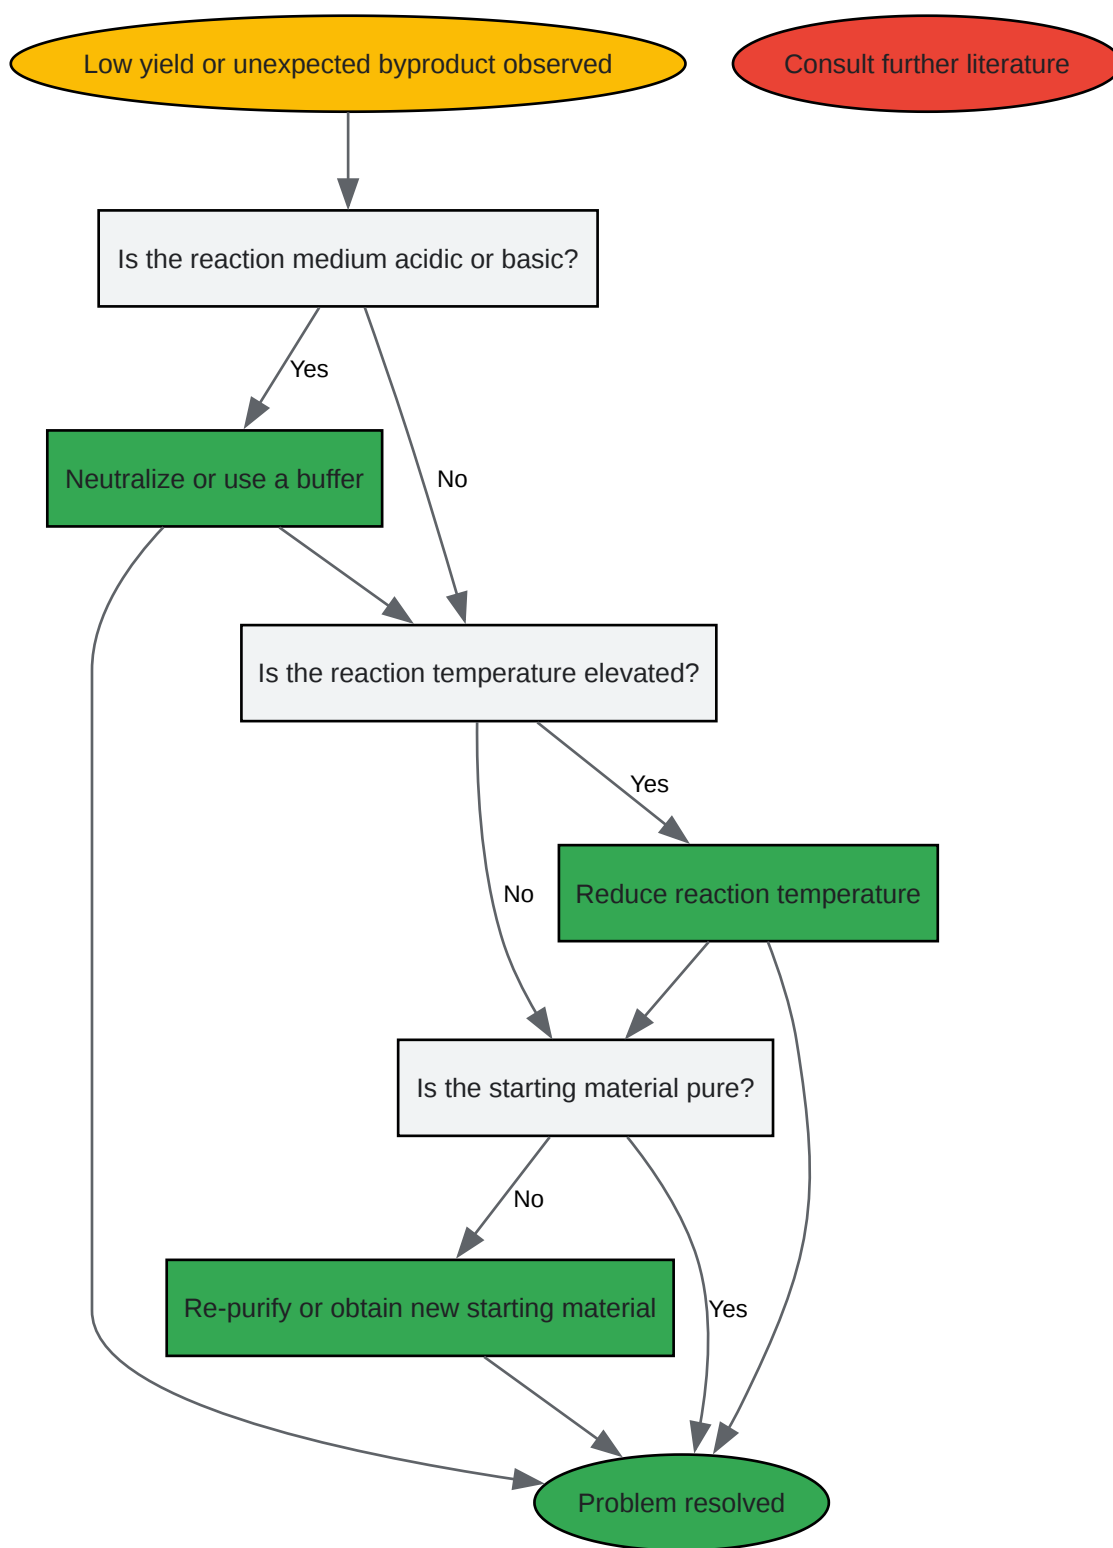 Low yield or unexpected byproduct observed
Consult further literature
Is the reaction medium acidic or basic?
Yes
Neutralize or use a buffer
No
Is the reaction temperature elevated?
Yes
No
Reduce reaction temperature
Is the starting material pure?
No
Re-purify or obtain new starting material
Yes
Problem resolved